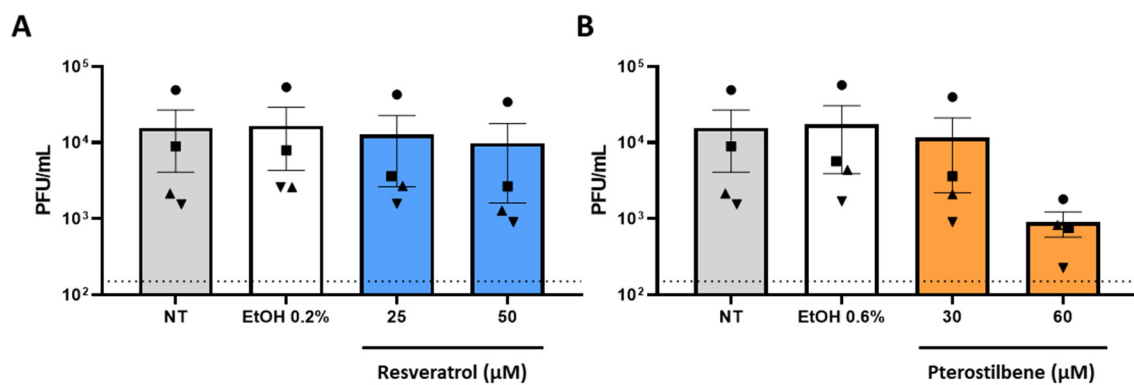 A
PFU/mL
10⁵
10⁴
10³
10²
NT
EtOH 0.2%
25
50
Resveratrol (µM)
B
PFU/mL
10⁵
10⁴
10³
10²
NT
EtOH 0.6%
30
60
Pterostilbene (µM)